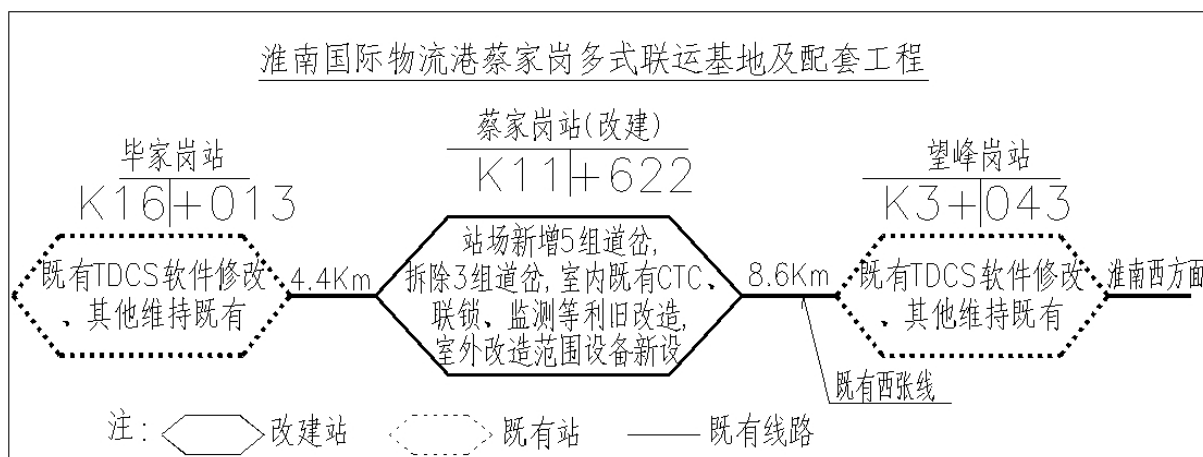 淮南国际物流港蔡家岗多式联运基地及配套工程
毕家岗站
K16+013
蔡家岗站(改建)
K11+622
望峰岗站
K3+043
既有TDCS软件修改
、其他维持既有
4.4Km
站场新增5组道岔,
拆除3组道岔,室内既有CTC、
联锁、监测等利旧改造,
室外改造范围设备新设
8.6Km
既有TDCS软件修改
、其他维持既有
淮南西方面
既有西张线
注:
改建站
既有站
既有线路